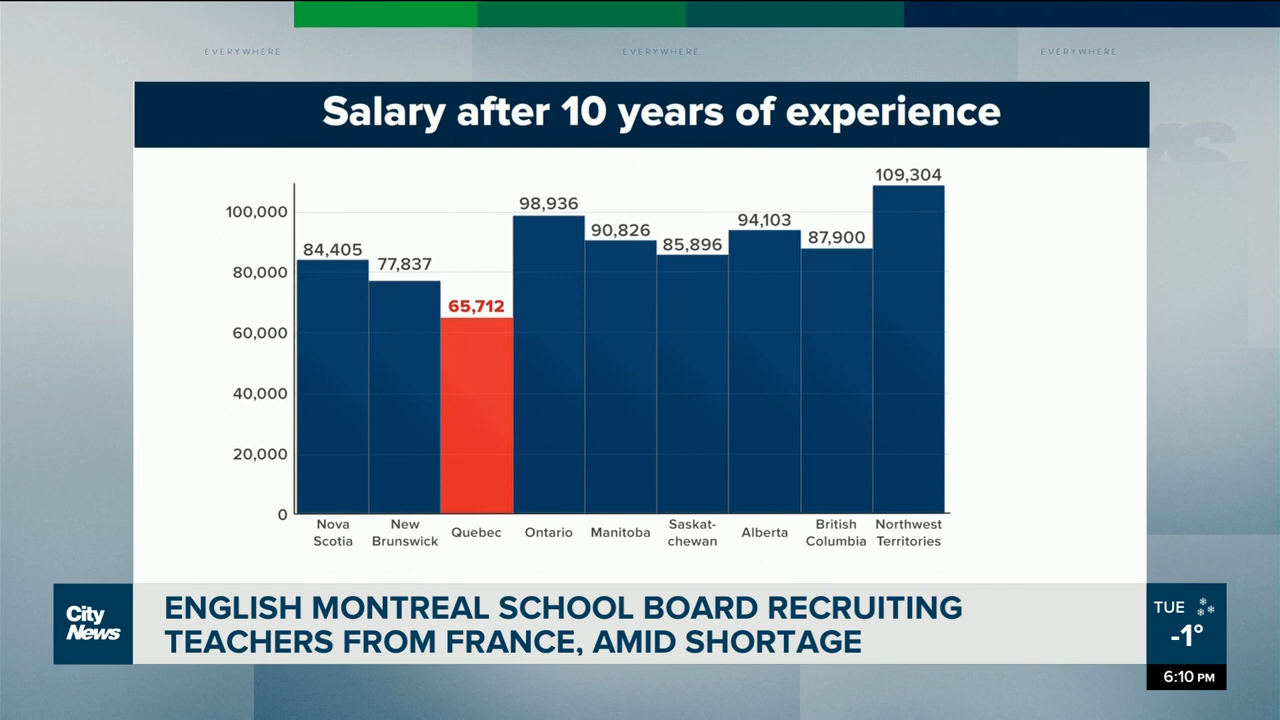 EVERYWHERE EVERYWHERE EVERYWHERE
Salary after 10 years of experience
100,000
80,000
60,000
40,000
20,000
0
84,405
77,837
65,712
98,936
90,826
85,896
94,103
87,900
109,304
Nova
Scotia
New
Brunswick
Quebec
Ontario
Manitoba
Saskat-
chewan
Alberta
British
Columbia
Northwest
Territories
City
News
ENGLISH MONTREAL SCHOOL BOARD RECRUITING
TEACHERS FROM FRANCE, AMID SHORTAGE
TUE
-1°
6:10 PM